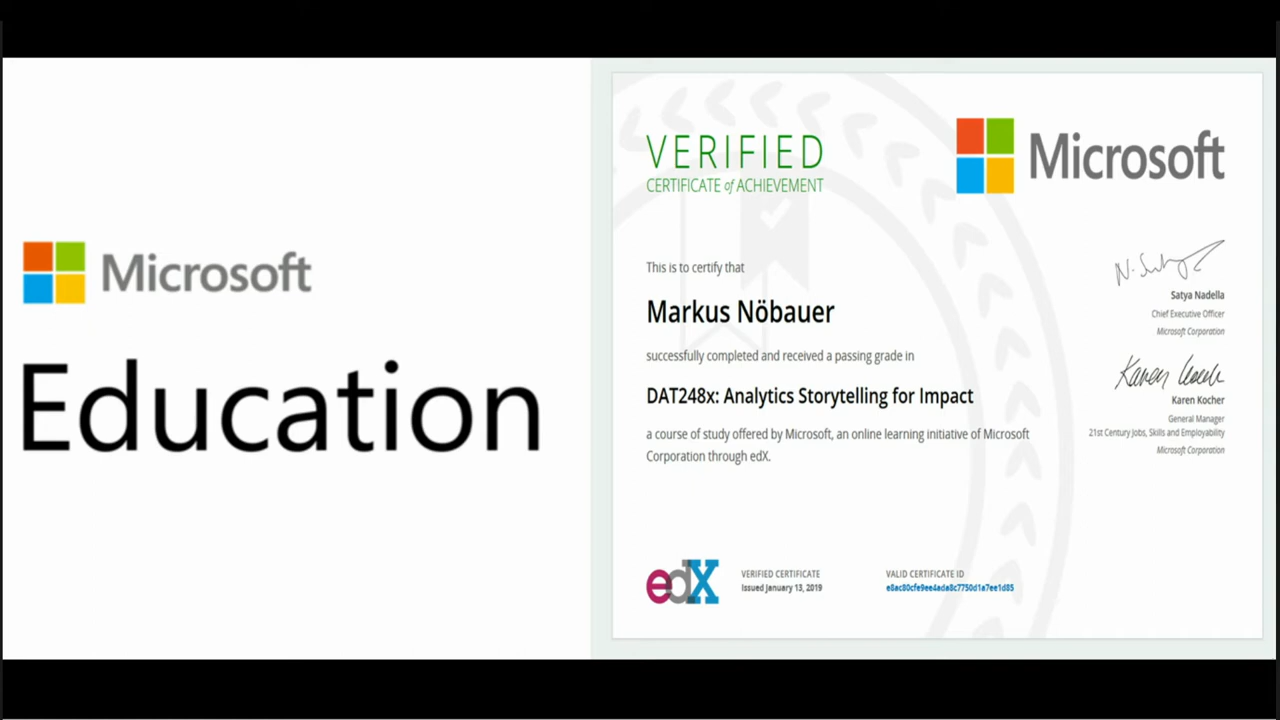 Microsoft
Education
VERIFIED
CERTIFICATE of ACHIEVEMENT
Microsoft
This is to certify that
Markus Nöbauer
successfully completed and received a passing grade in
DAT248x: Analytics Storytelling for Impact
a course of study offered by Microsoft, an online learning initiative of Microsoft
Corporation through edX.
Satya Nadella
Chief Executive Officer
Microsoft Corporation
Karen Kocher
General Manager
21st Century Jobs, Skills and Employability
Microsoft Corporation
edX
VERIFIED CERTIFICATE
Issued January 13, 2019
VALID CERTIFICATE ID
e8ac80cfe9ee4ada8c7750d1a7ee1d85